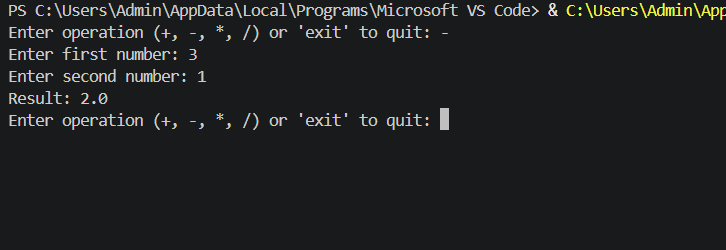 PS C:\Users\Admin\AppData\Local\Programs\Microsoft VS Code> & C:\Users\Admin\App
Enter operation (+, -, *, /) or 'exit' to quit: -
Enter first number: 3
Enter second number: 1
Result: 2.0
Enter operation (+, -, *, /) or 'exit' to quit: